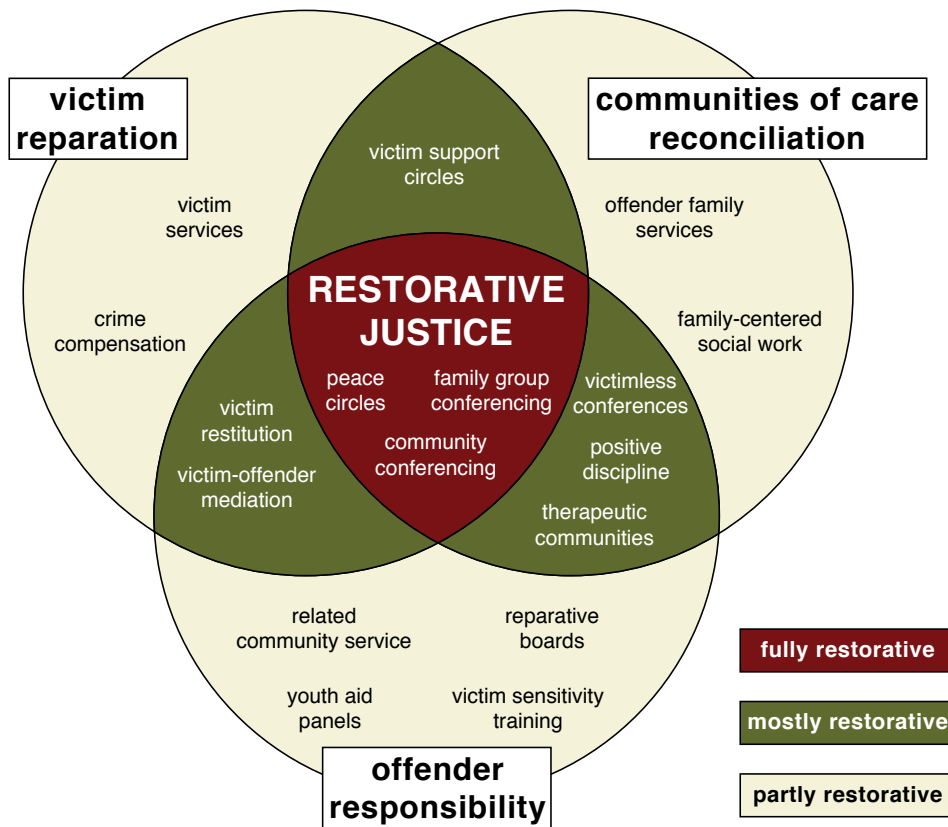 victim
reparation
communities of care
reconciliation
victim support
circles
victim
services
offender family
services
RESTORATIVE
JUSTICE
crime
compensation
family-centered
social work
peace
circles
family group
conferencing
victimless
conferences
victim
restitution
community
conferencing
positive
discipline
victim-offender
mediation
therapeutic
communities
related
community service
reparative
boards
youth aid
panels
victim sensitivity
training
offender
responsibility
fully restorative
mostly restorative
partly restorative